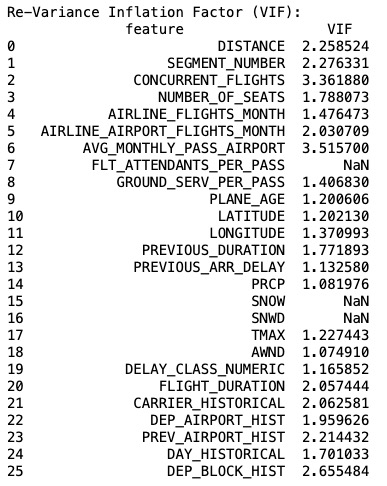 Re-Variance Inflation Factor (VIF):
feature VIF
0 DISTANCE 2.258524
1 SEGMENT_NUMBER 2.276331
2 CONCURRENT_FLIGHTS 3.361880
3 NUMBER_OF_SEATS 1.788073
4 AIRLINE_FLIGHTS_MONTH 1.476473
5 AIRLINE_AIRPORT_FLIGHTS_MONTH 2.030709
6 AVG_MONTHLY_PASS_AIRPORT 3.515700
7 FLT_ATTENDANTS_PER_PASS NaN
8 GROUND_SERV_PER_PASS 1.406830
9 PLANE_AGE 1.200606
10 LATITUDE 1.202130
11 LONGITUDE 1.370993
12 PREVIOUS_DURATION 1.771893
13 PREVIOUS_ARR_DELAY 1.132580
14 PRCP 1.081976
15 SNOW NaN
16 SNWD NaN
17 TMAX 1.227443
18 AWND 1.074910
19 DELAY_CLASS_NUMERIC 1.165852
20 FLIGHT_DURATION 2.057444
21 CARRIER_HISTORICAL 2.062581
22 DEP_AIRPORT_HIST 1.959626
23 PREV_AIRPORT_HIST 2.214432
24 DAY_HISTORICAL 1.701033
25 DEP_BLOCK_HIST 2.655484